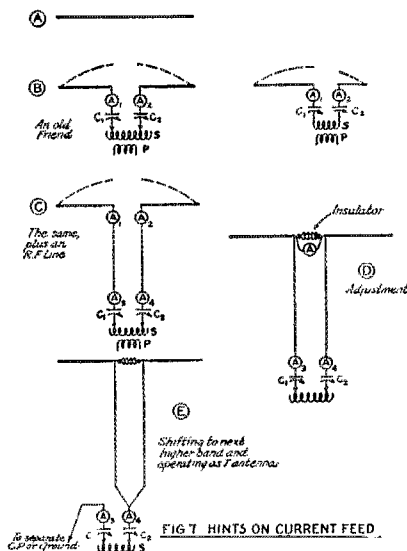 A
B
A1 A2
C1 C2
S
P
An old
Friend
A1 A2
C1 C2
S
P
C
A1 A2
The same,
plus an
R.F Line
A3 A4
C1 C2
S
P
Insulator
A
D
Adjustment
A3 A4
C1 C2
E
Shifting to next
higher band and
operating as T antennas
A3 A4
C C2
S
To separate
C.P. or Ground
FIG 7 HINTS ON CURRENT FEED